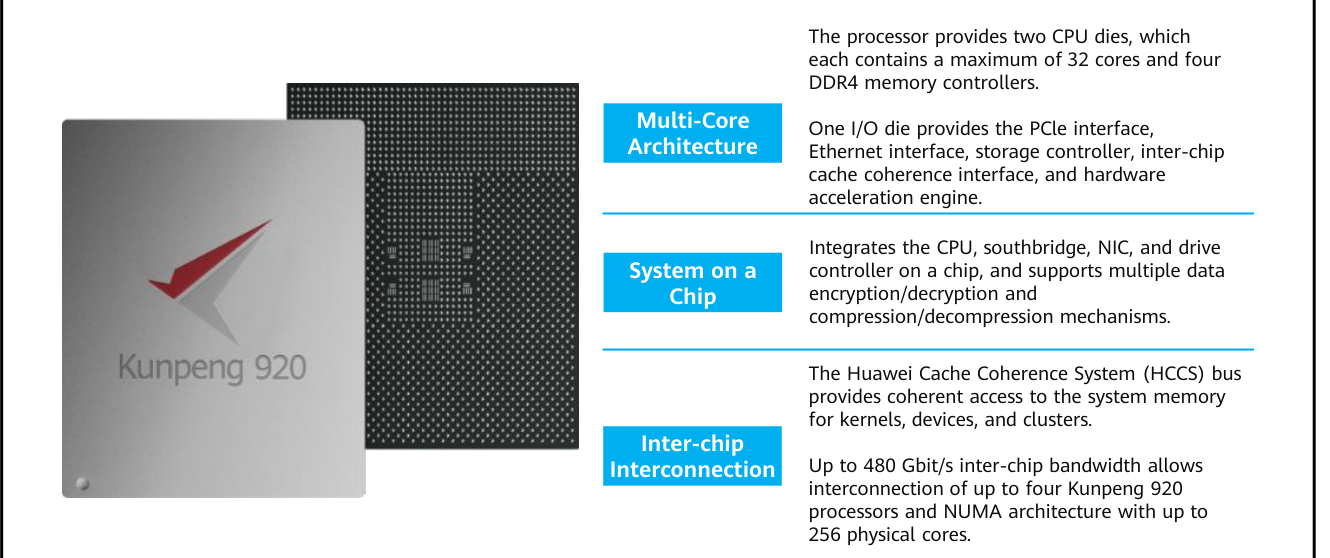 Kunpeng 920
Multi-Core
Architecture
The processor provides two CPU dies, which
each contains a maximum of 32 cores and four
DDR4 memory controllers.
One I/O die provides the PCle interface,
Ethernet interface, storage controller, inter-chip
cache coherence interface, and hardware
acceleration engine.
System on a
Chip
Integrates the CPU, southbridge, NIC, and drive
controller on a chip, and supports multiple data
encryption/decryption and
compression/decompression mechanisms.
Inter-chip
Interconnection
The Huawei Cache Coherence System (HCCS) bus
provides coherent access to the system memory
for kernels, devices, and clusters.
Up to 480 Gbit/s inter-chip bandwidth allows
interconnection of up to four Kunpeng 920
processors and NUMA architecture with up to
256 physical cores.